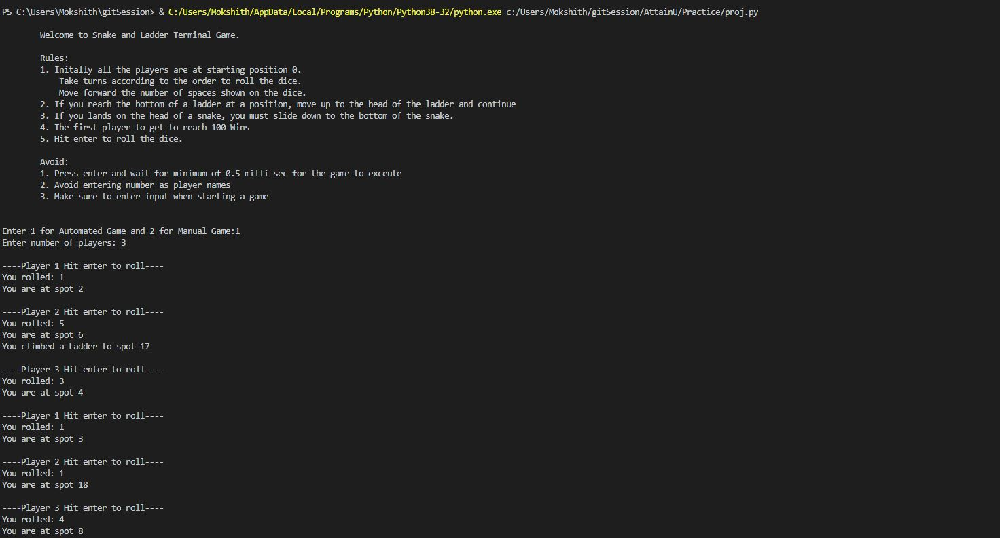 PS C:\Users\Mokshith\gitSession> & C:/Users/Mokshith/AppData/Local/Programs/Python/Python38-32/python.exe c:/Users/Mokshith/gitSession/AttainU/Practice/proj.py
Welcome to Snake and Ladder Terminal Game.
Rules:
1. Initally all the players are at starting position 0.
Take turns according to the order to roll the dice.
Move forward the number of spaces shown on the dice.
2. If you reach the bottom of a ladder at a position, move up to the head of the ladder and continue
3. If you lands on the head of a snake, you must slide down to the bottom of the snake.
4. The first player to get to reach 100 Wins
5. Hit enter to roll the dice.
Avoid:
1. Press enter and wait for minimum of 0.5 milli sec for the game to exceute
2. Avoid entering number as player names
3. Make sure to enter input when starting a game
Enter 1 for Automated Game and 2 for Manual Game:1
Enter number of players: 3
----Player 1 Hit enter to roll----
You rolled: 1
You are at spot 2
----Player 2 Hit enter to roll----
You rolled: 5
You are at spot 6
You climbed a Ladder to spot 17
----Player 3 Hit enter to roll----
You rolled: 3
You are at spot 4
----Player 1 Hit enter to roll----
You rolled: 1
You are at spot 3
----Player 2 Hit enter to roll----
You rolled: 1
You are at spot 18
----Player 3 Hit enter to roll----
You rolled: 4
You are at spot 8